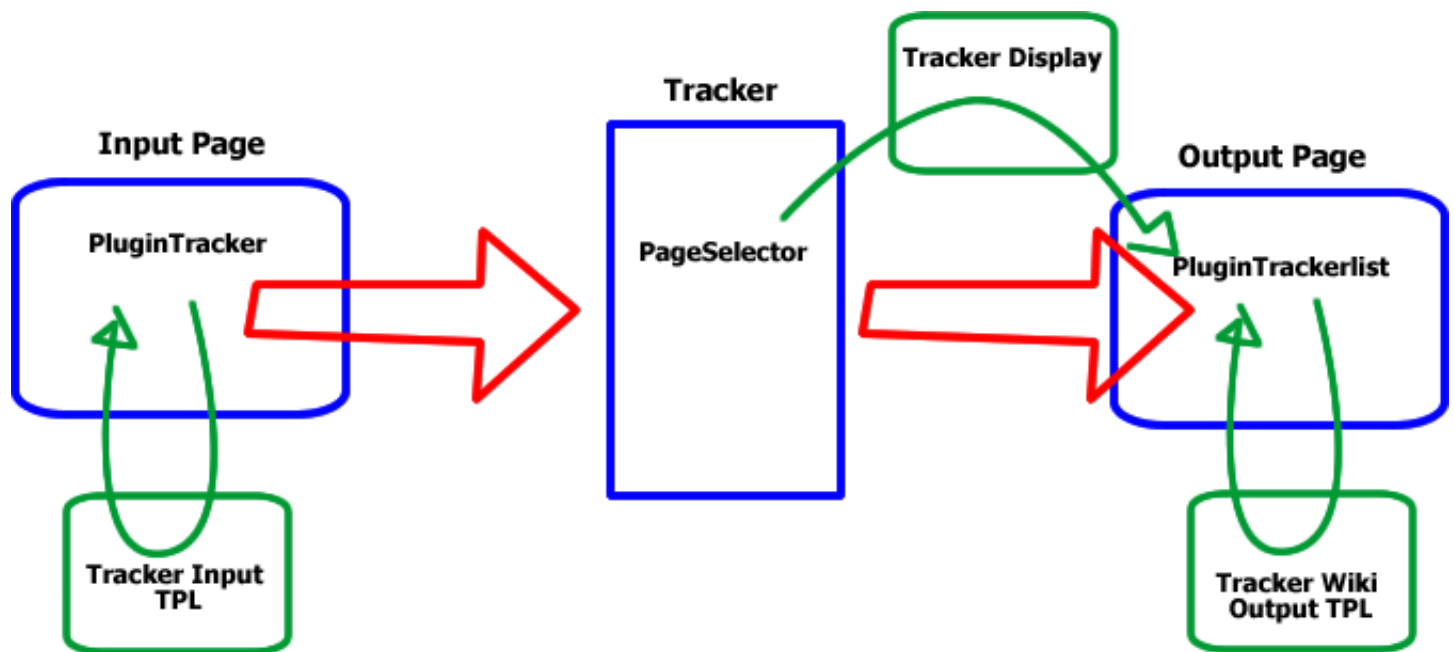 Tracker Display
Tracker
Input Page
Output Page
PluginTracker
PageSelector
PluginTrackerlist
Tracker Input
TPL
Tracker Wiki
Output TPL